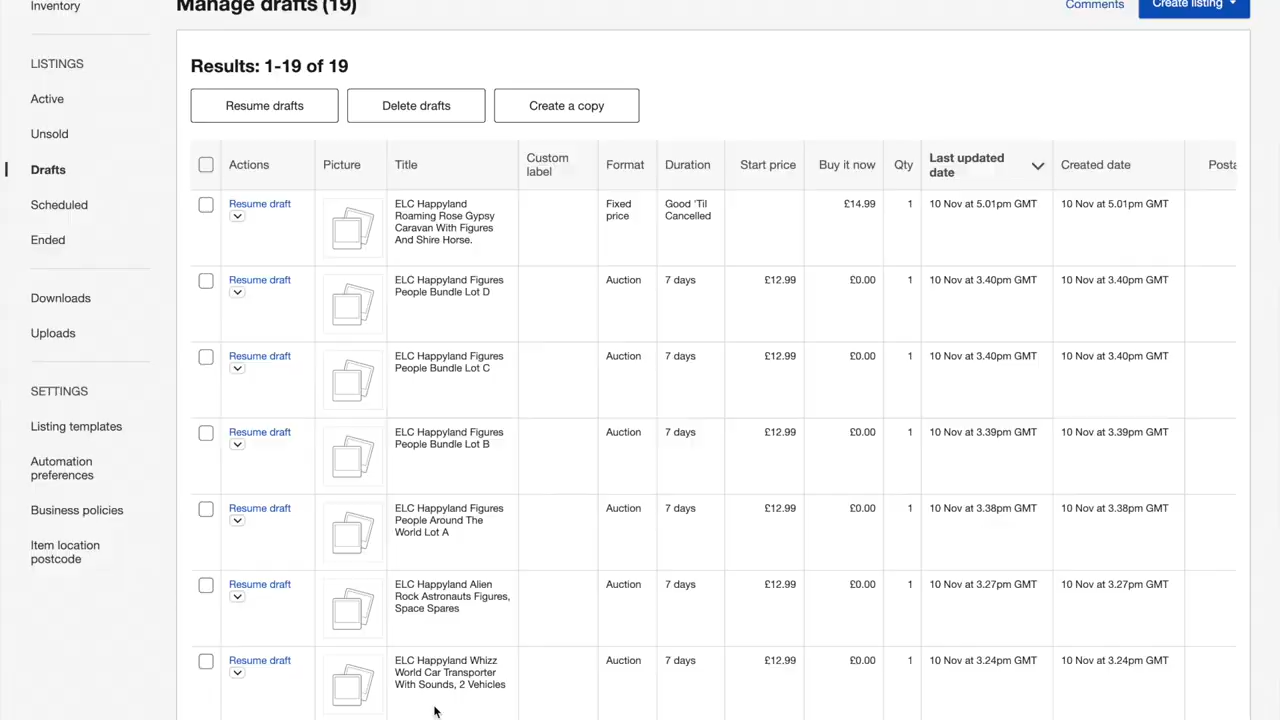 Inventory
Manage drafts (19)
Comments
Create listing
LISTINGS
Active
Unsold
Drafts
Scheduled
Ended
Downloads
Uploads
SETTINGS
Listing templates
Automation
preferences
Business policies
Item location
postcode
Results: 1-19 of 19
Resume drafts
Delete drafts
Create a copy
Actions
Picture
Title
Custom
label
Format
Duration
Start price
Buy it now
Qty
Last updated
date
Created date
Posta
Resume draft
ELC Happyland
Roaming Rose Gypsy
Caravan With Figures
And Shire Horse.
Fixed
price
Good 'Til
Cancelled
£14.99
1
10 Nov at 5.01pm GMT
10 Nov at 5.01pm GMT
Resume draft
ELC Happyland Figures
People Bundle Lot D
Auction
7 days
£12.99
£0.00
1
10 Nov at 3.40pm GMT
10 Nov at 3.40pm GMT
Resume draft
ELC Happyland Figures
People Bundle Lot C
Auction
7 days
£12.99
£0.00
1
10 Nov at 3.40pm GMT
10 Nov at 3.40pm GMT
Resume draft
ELC Happyland Figures
People Bundle Lot B
Auction
7 days
£12.99
£0.00
1
10 Nov at 3.39pm GMT
10 Nov at 3.39pm GMT
Resume draft
ELC Happyland Figures
People Around The
World Lot A
Auction
7 days
£12.99
£0.00
1
10 Nov at 3.38pm GMT
10 Nov at 3.38pm GMT
Resume draft
ELC Happyland Alien
Rock Astronauts Figures,
Space Spares
Auction
7 days
£12.99
£0.00
1
10 Nov at 3.27pm GMT
10 Nov at 3.27pm GMT
Resume draft
ELC Happyland Whizz
World Car Transporter
With Sounds, 2 Vehicles
Auction
7 days
£12.99
£0.00
1
10 Nov at 3.24pm GMT
10 Nov at 3.24pm GMT